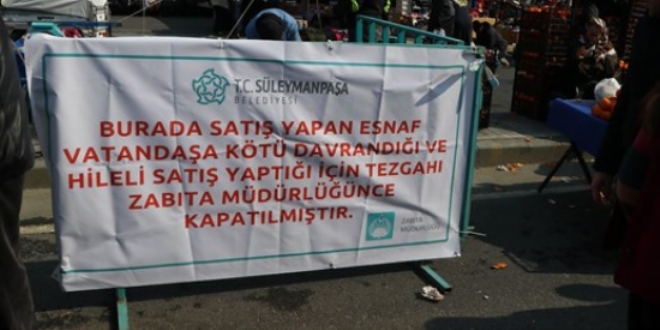 T.C. SÜLEYMANPAŞA
BELEDİYESİ
BURADA SATIŞ YAPAN ESNAF
VATANDAŞA KÖTÜ DAVRANDIĞI VE
HİLELİ SATIŞ YAPTIĞI İÇİN TEZGAHI
ZABITA MÜDÜRLÜĞÜNCE
KAPATILMIŞTIR.
ZABITA
MÜDÜRLÜĞÜ